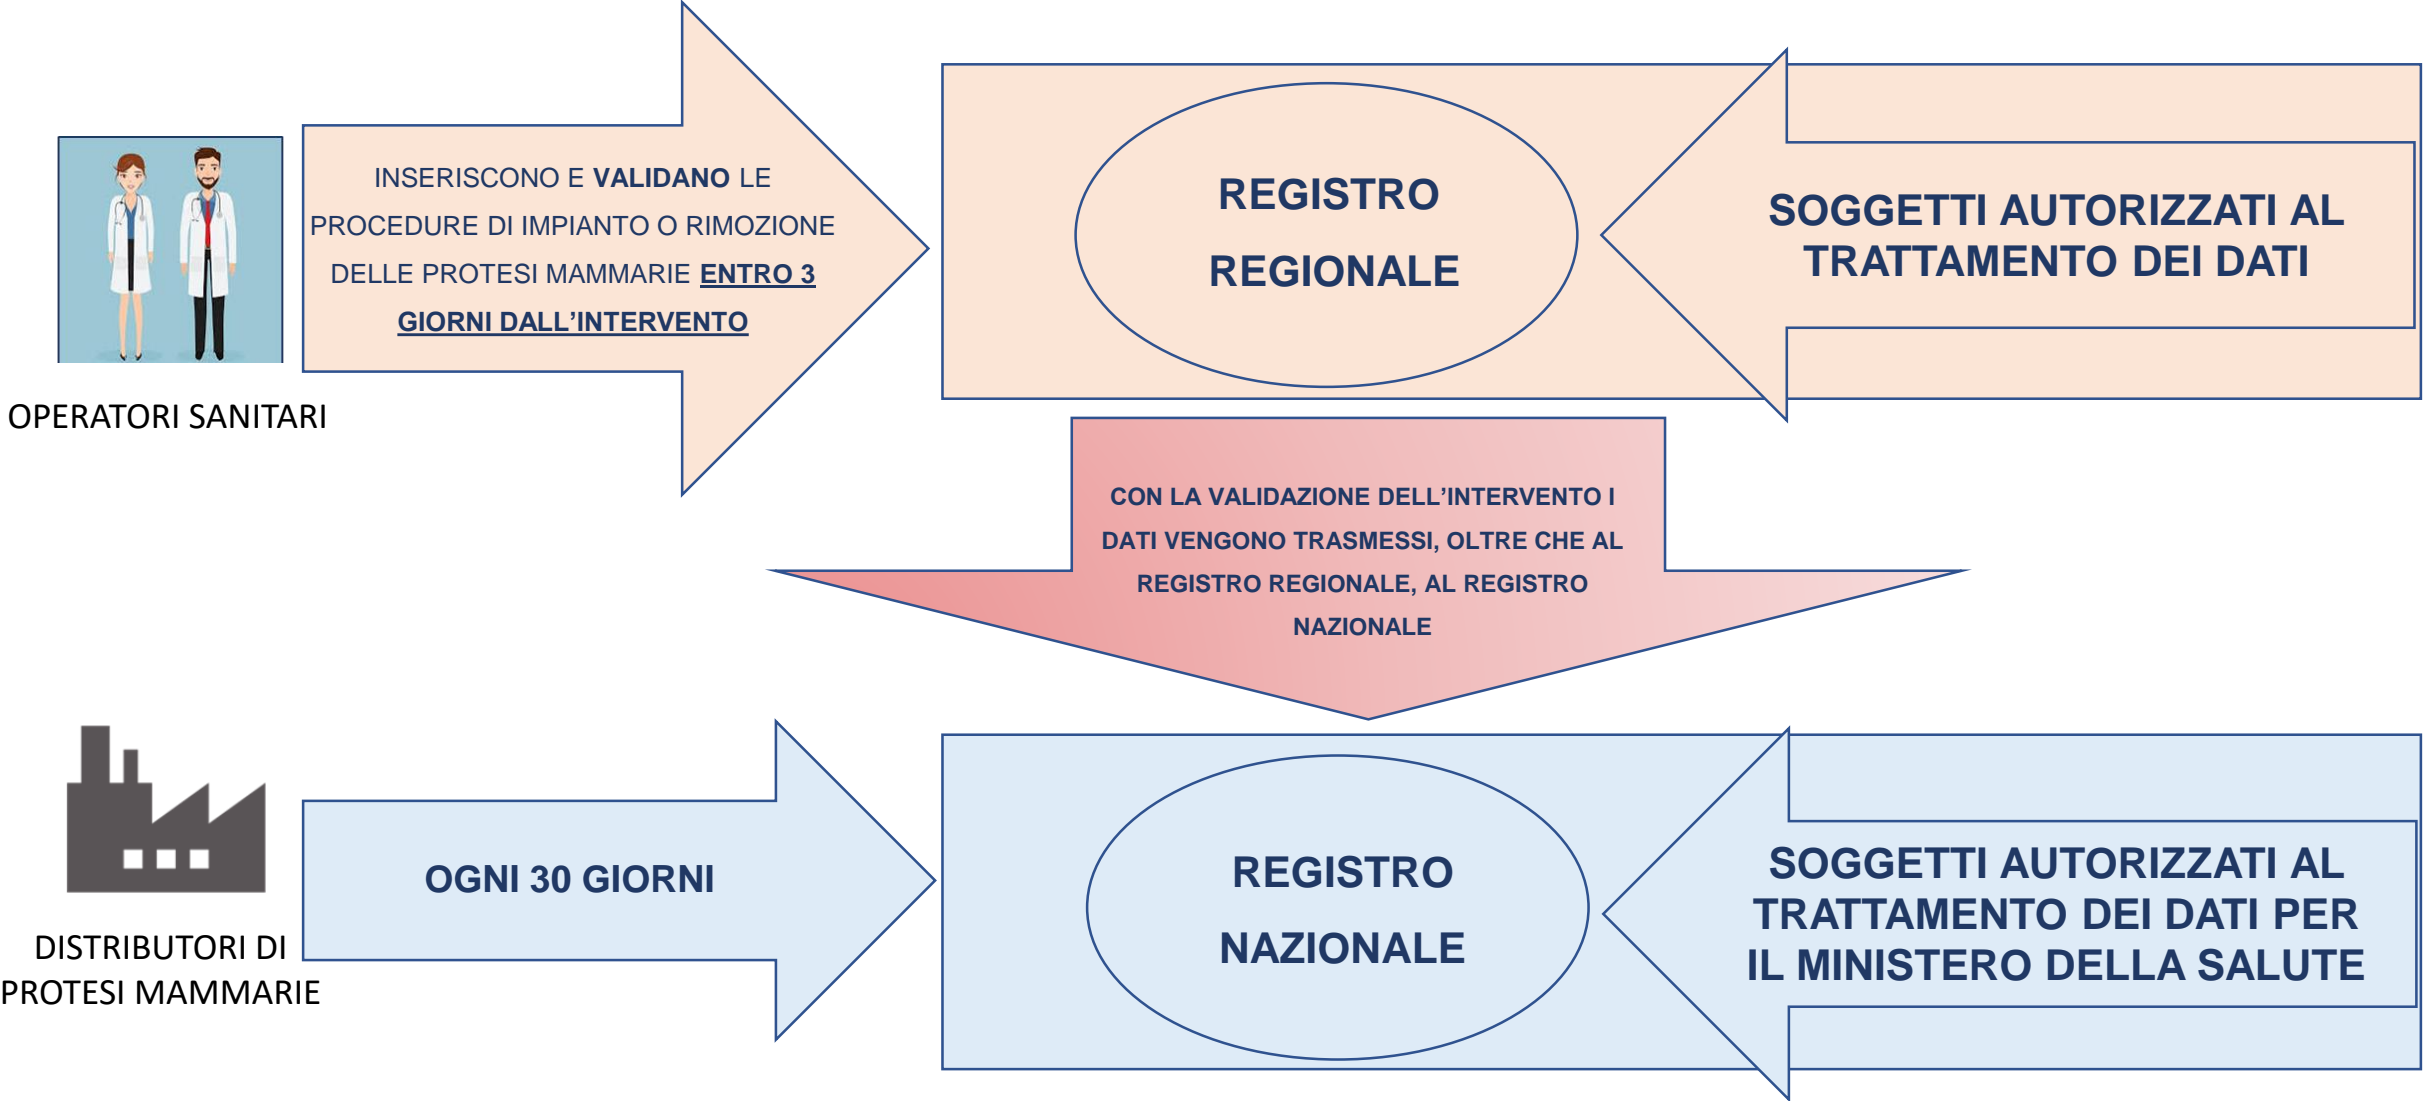 INSERISCONO E VALIDANO LE
PROCEDURE DI IMPIANTO O RIMOZIONE
DELLE PROTESI MAMMARIE ENTRO 3
GIORNI DALL’INTERVENTO
OPERATORI SANITARI
REGISTRO
REGIONALE
SOGGETTI AUTORIZZATI AL
TRATTAMENTO DEI DATI
CON LA VALIDAZIONE DELL’INTERVENTO I
DATI VENGONO TRASMESSI, OLTRE CHE AL
REGISTRO REGIONALE, AL REGISTRO
NAZIONALE
DISTRIBUTORI DI
PROTESI MAMMARIE
OGNI 30 GIORNI
REGISTRO
NAZIONALE
SOGGETTI AUTORIZZATI AL
TRATTAMENTO DEI DATI PER
IL MINISTERO DELLA SALUTE